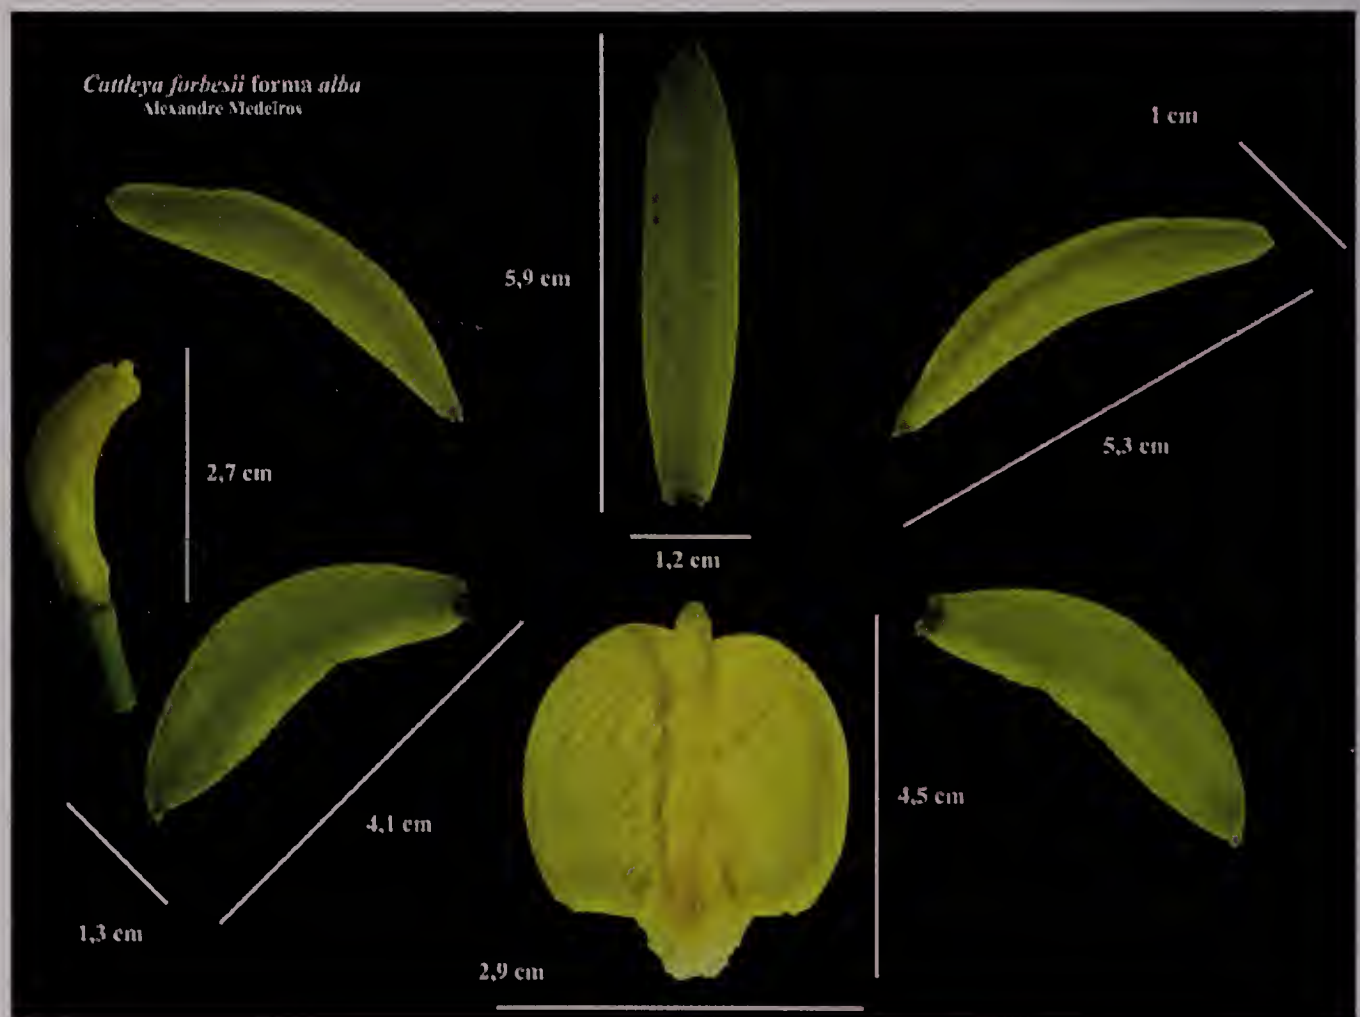 Cattleya forbesii forma alba
Alexandre Medeiros
1 cm
5,9 cm
5,3 cm
2,7 cm
1,2 cm
4,5 cm
4,1 cm
1,3 cm
2,9 cm